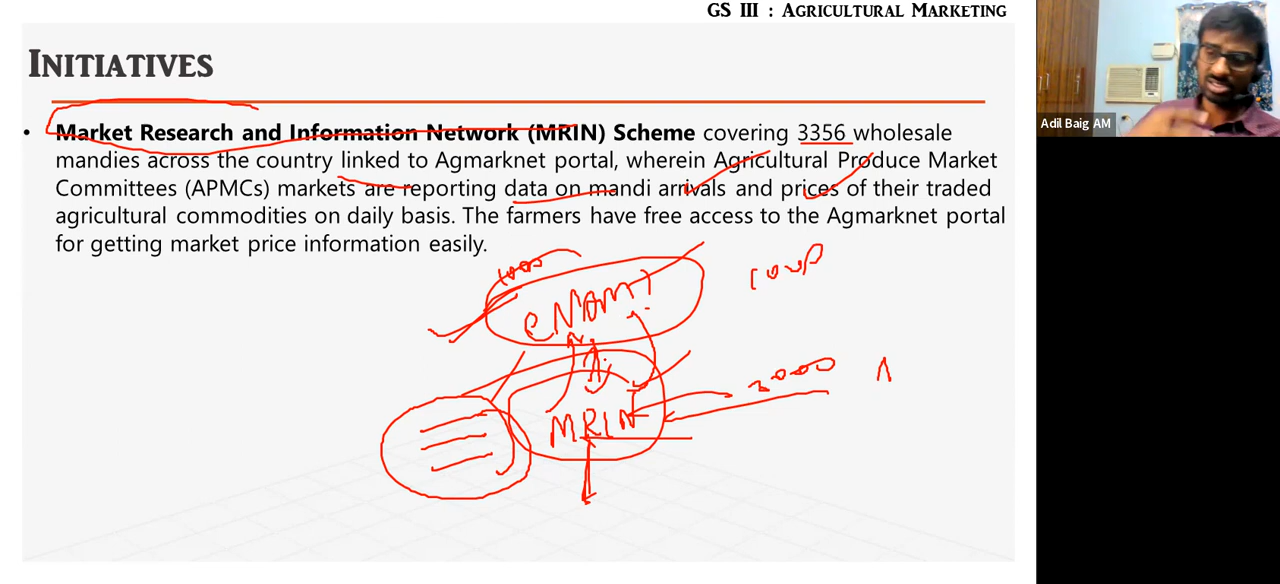 GS III : Agricultural Marketing
Initiatives
• Market Research and Information Network (MRIN) Scheme covering 3356 wholesale
mandies across the country linked to Agmarknet portal, wherein Agricultural Produce Market
Committees (APMCs) markets are reporting data on mandi arrivals and prices of their traded
agricultural commodities on daily basis. The farmers have free access to the Agmarknet portal
for getting market price information easily.
1000
eNAM
MRIN
Adil Baig AM